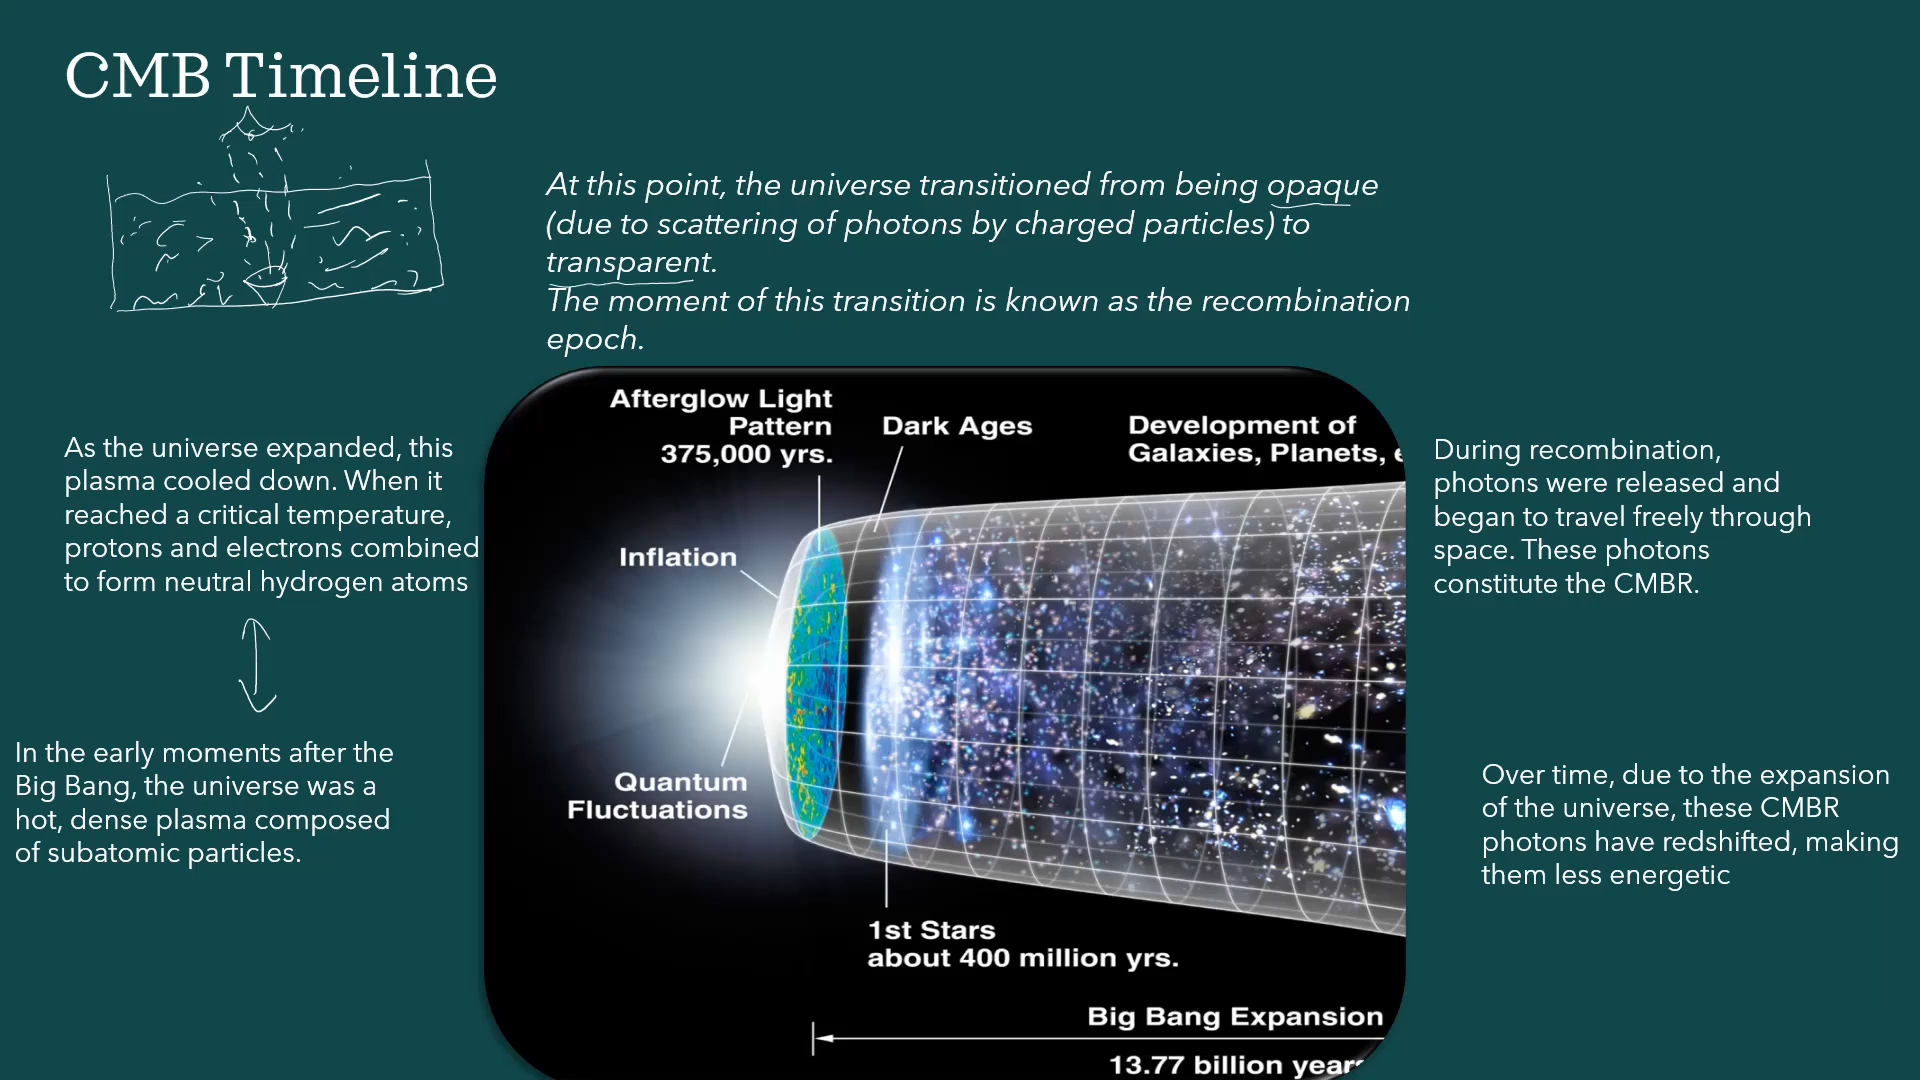 CMB Timeline
At this point, the universe transitioned from being opaque
(due to scattering of photons by charged particles) to
transparent.
The moment of this transition is known as the recombination
epoch.
As the universe expanded, this
plasma cooled down. When it
reached a critical temperature,
protons and electrons combined
to form neutral hydrogen atoms
In the early moments after the
Big Bang, the universe was a
hot, dense plasma composed
of subatomic particles.
Afterglow Light
Pattern
375,000 yrs.
Dark Ages
Development of
Galaxies, Planets, e
Inflation
Quantum
Fluctuations
1st Stars
about 400 million yrs.
Big Bang Expansion
13.77 billion years
During recombination,
photons were released and
began to travel freely through
space. These photons
constitute the CMBR.
Over time, due to the expansion
of the universe, these CMBR
photons have redshifted, making
them less energetic